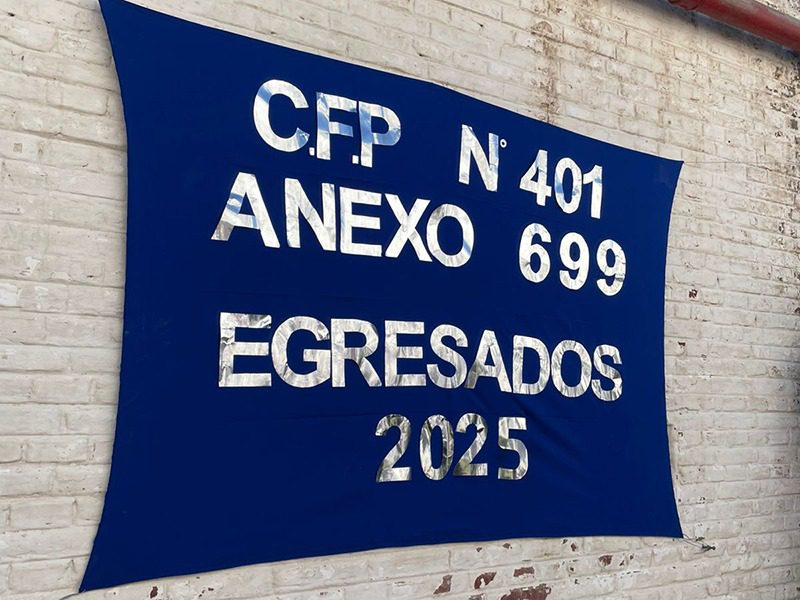 C.F.P N° 401
ANEXO 699
EGRESADOS
2025